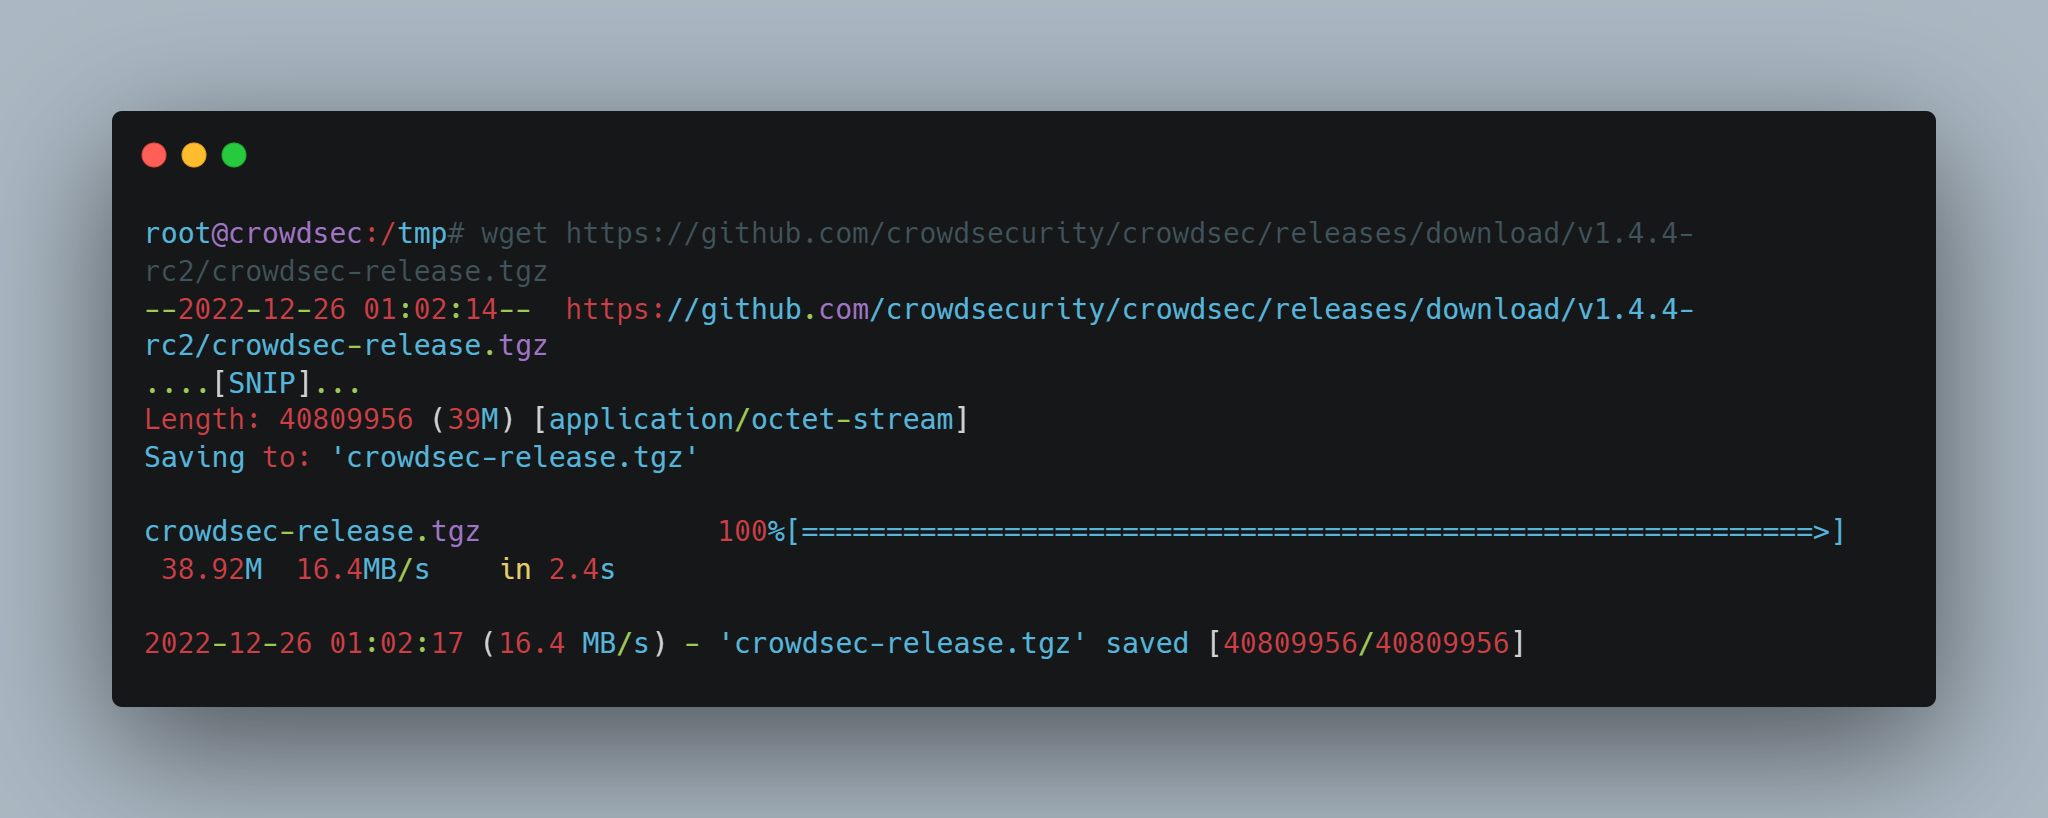 root@crowdsec:/tmp# wget https://github.com/crowdsecurity/crowdsec/releases/download/v1.4.4-
rc2/crowdsec-release.tgz
--2022-12-26 01:02:14--  https://github.com/crowdsecurity/crowdsec/releases/download/v1.4.4-
rc2/crowdsec-release.tgz
....[SNIP]...
Length: 40809956 (39M) [application/octet-stream]
Saving to: 'crowdsec-release.tgz'
crowdsec-release.tgz              100%[============================================================>]
 38.92M  16.4MB/s    in 2.4s
2022-12-26 01:02:17 (16.4 MB/s) - 'crowdsec-release.tgz' saved [40809956/40809956]